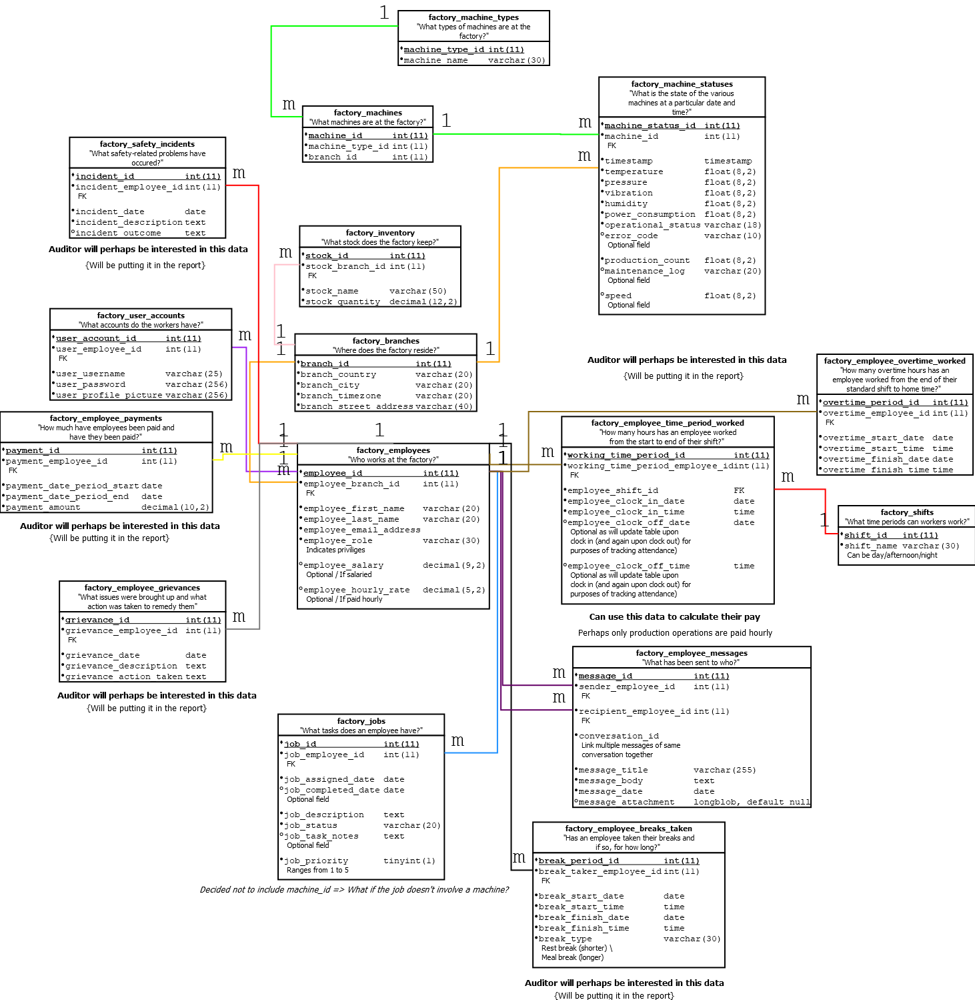 1
factory_machine_types
"What types of machines are at the
factory?"
machine_type_id int(11)
machine_name varchar(30)
m
factory_machines
"What machines are at the factory?"
machine_id int(11)
machine_type_id int(11)
branch_id int(11)
1
m
m
factory_machine_statuses
"What is the state of the various
machines at a particular date and
time?"
machine_status_id int(11)
machine_id int(11)
FK
timestamp timestamp
temperature float(8,2)
pressure float(8,2)
vibration float(8,2)
humidity float(8,2)
power_consumption float(8,2)
operational_status varchar(18)
error_code varchar(10)
Optional field
production_count float(8,2)
maintenance_log varchar(20)
Optional field
speed float(8,2)
Optional field
factory_safety_incidents
"What safety-related problems have
occured?"
incident_id int(11)
incident_employee_id int(11)
FK
incident_date date
incident_description text
incident_outcome text
m
Auditor will perhaps be interested in this data
{Will be putting it in the report}
factory_inventory
"What stock does the factory keep?"
stock_id int(11)
stock_branch_id int(11)
FK
stock_name varchar(50)
stock_quantity decimal(12,2)
m
1
factory_user_accounts
"What accounts do the workers have?"
user_account_id int(11)
user_employee_id int(11)
FK
user_username varchar(25)
user_password varchar(256)
user_profile_picture varchar(256)
m
1
factory_branches
"Where does the factory reside?"
branch_id int(11)
branch_country varchar(20)
branch_city varchar(20)
branch_timezone varchar(20)
branch_street_address varchar(40)
1
Auditor will perhaps be interested in this data
{Will be putting it in the report}
factory_employee_overtime_worked
"How many overtime hours has an
employee worked from the end of their
standard shift to home time?"
overtime_period_id int(11)
overtime_employee_id int(11)
FK
overtime_start_date date
overtime_start_time time
overtime_finish_date date
overtime_finish_time time
m
factory_employee_payments
"How much have employees been paid and
have they been paid?"
payment_id int(11)
payment_employee_id int(11)
FK
payment_date_period_start date
payment_date_period_end date
payment_amount decimal(10,2)
m
Auditor will perhaps be interested in this data
{Will be putting it in the report}
1
1
1
m
1
factory_employees
"Who works at the factory?"
employee_id int(11)
employee_branch_id int(11)
FK
employee_first_name varchar(20)
employee_last_name varchar(20)
employee_email_address
employee_role varchar(30)
Indicates priviliges
employee_salary decimal(9,2)
Optional / If salaried
employee_hourly_rate decimal(5,2)
Optional / If paid hourly
1
1
1
m
factory_employee_time_period_worked
"How many hours has an employee worked
from the start to end of their shift?"
working_time_period_id int(11)
working_time_period_employee_id int(11)
FK
employee_shift_id FK
employee_clock_in_date date
employee_clock_in_time time
employee_clock_off_date date
Optional as will update table upon
clock in (and again upon clock out) for
purposes of tracking attendance)
employee_clock_off_time time
Optional as will update table upon
clock in (and again upon clock out) for
purposes of tracking attendance)
Can use this data to calculate their pay
Perhaps only production operations are paid hourly
m
1
factory_shifts
"What time periods can workers work?"
shift_id int(11)
shift_name varchar(30)
Can be day/afternoon/night
factory_employee_grievances
"What issues were brought up and what
action was taken to remedy them"
grievance_id int(11)
grievance_employee_id int(11)
FK
grievance_date date
grievance_description text
grievance_action_taken text
m
Auditor will perhaps be interested in this data
{Will be putting it in the report}
factory_employee_messages
"What has been sent to who?"
message_id int(11)
sender_employee_id int(11)
FK
recipient_employee_id int(11)
FK
conversation_id
Link multiple messages of same
conversation together
message_title varchar(255)
message_body text
message_date date
message_attachment longblob, default null
m
m
factory_jobs
"What tasks does an employee have?"
job_id int(11)
job_employee_id int(11)
FK
job_assigned_date date
job_completed_date date
Optional field
job_description text
job_status varchar(20)
job_task_notes text
Optional field
job_priority tinyint(1)
Ranges from 1 to 5
m
Decided not to include machine_id => What if the job doesn't involve a machine?
m
factory_employee_breaks_taken
"Has an employee taken their breaks and
if so, for how long?"
break_period_id int(11)
break_taker_employee_id int(11)
FK
break_start_date date
break_start_time time
break_finish_date date
break_finish_time time
break_type varchar(30)
Rest break (shorter) \
Meal break (longer)
Auditor will perhaps be interested in this data
{Will be putting it in the report}